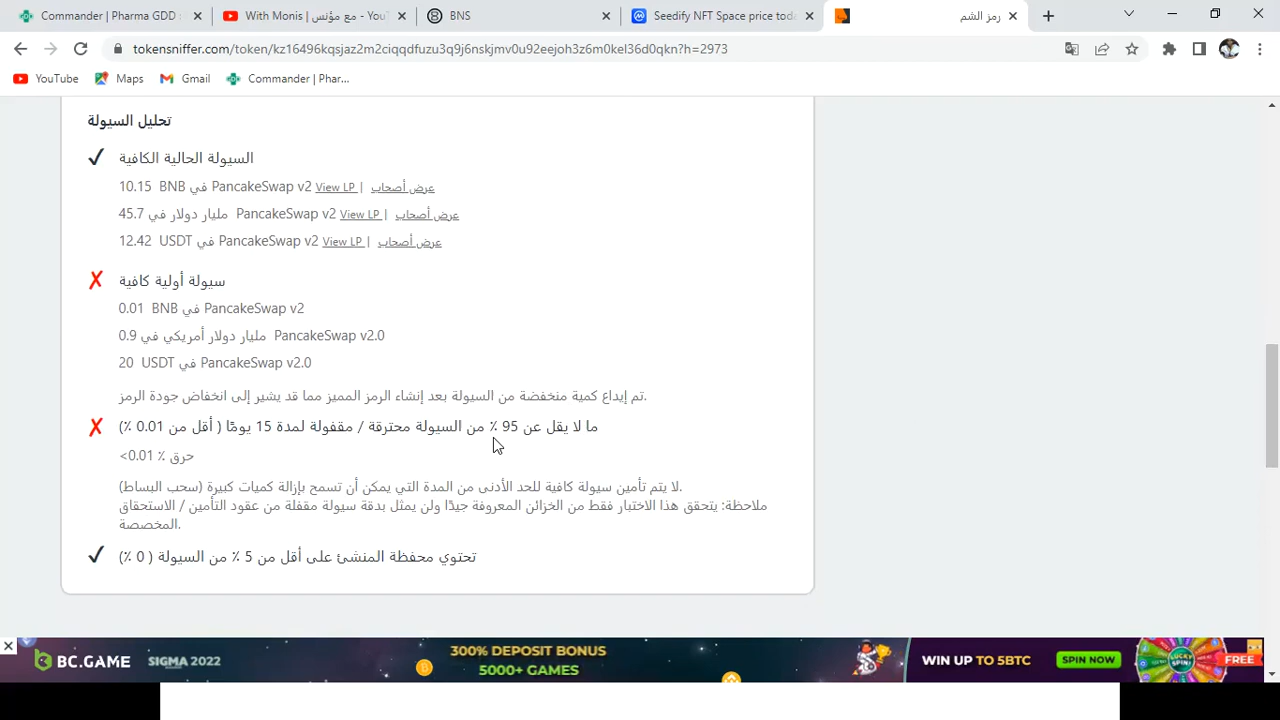 Commander | Pharma GDD :
With Monis | مع مؤنس - You
BNS
Seedify NFT Space price toda
رمز الشم
tokensniffer.com/token/kz16496kqsjaz2m2ciqqdfuzu3q9j6nskjmv0u92eejoh3z6m0kel36d0qkn?h=2973
YouTube
Maps
Gmail
Commander | Phar...
تحليل السيولة
السيولة الحالية الكافية
10.15 BNB في PancakeSwap v2 View LP | عرض أصحاب
45.7 مليار دولار في PancakeSwap v2 View LP | عرض أصحاب
12.42 USDT في PancakeSwap v2 View LP | عرض أصحاب
سيولة أولية كافية
0.01 BNB في PancakeSwap v2
0.9 مليار دولار أمريكي في PancakeSwap v2.0
20 USDT في PancakeSwap v2.0
تم إيداع كمية منخفضة من السيولة بعد إنشاء الرمز المميز مما قد يشير إلى انخفاض جودة الرمز.
ما لا يقل عن 95 ٪ من السيولة محترقة / مقفولة لمدة 15 يومًا ( أقل من 0.01 ٪)
<0.01 ٪ حرق
لا يتم تأمين سيولة كافية للحد الأدنى من المدة التي يمكن أن تسمح بإزالة كميات كبيرة (سحب البساط).
ملاحظة: يتحقق هذا الاختبار فقط من الخزائن المعروفة جيدًا ولن يمثل بدقة سيولة مقفلة من عقود التأمين / الاستحقاق
المخصصة.
تحتوي محفظة المنشئ على أقل من 5 ٪ من السيولة ( 0 ٪)
BC.GAME
SIGMA 2022
300% DEPOSIT BONUS
5000+ GAMES
WIN UP TO 5BTC
SPIN NOW
LUCKY
SPIN!
FREE